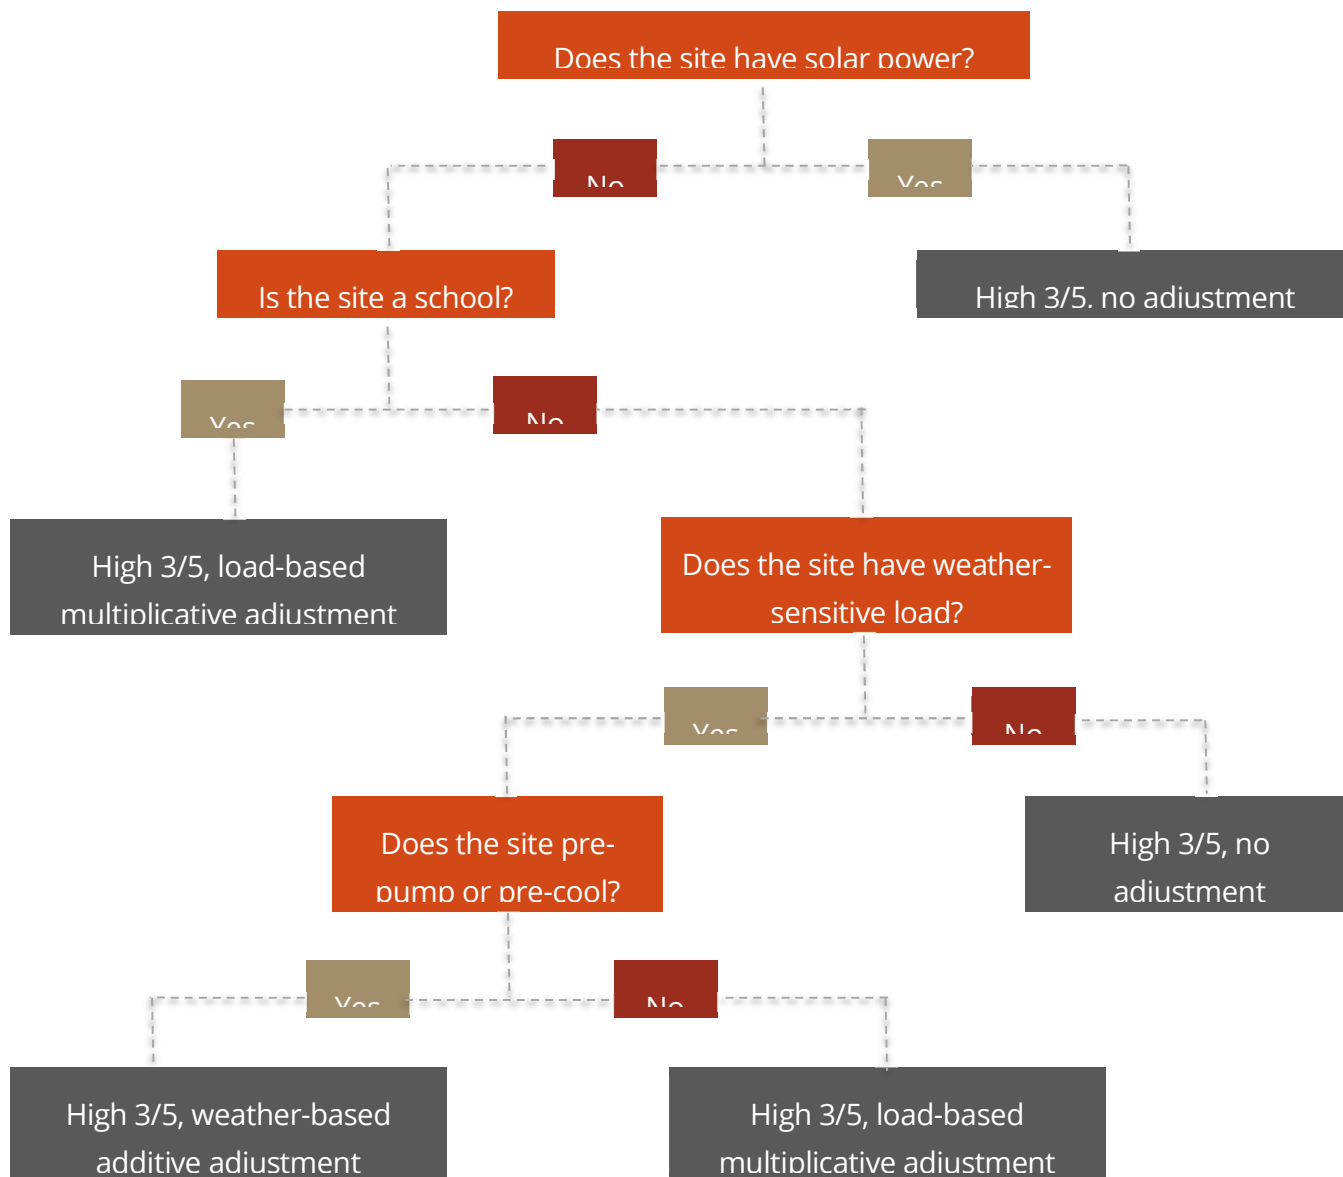 Does the site have solar power?
No
Yes
Is the site a school?
High 3/5, no adjustment
Yes
No
High 3/5, load-based
multiplicative adjustment
Does the site have weather-
sensitive load?
Yes
No
Does the site pre-
pump or pre-cool?
High 3/5, no
adjustment
Yes
No
High 3/5, weather-based
additive adjustment
High 3/5, load-based
multiplicative adjustment